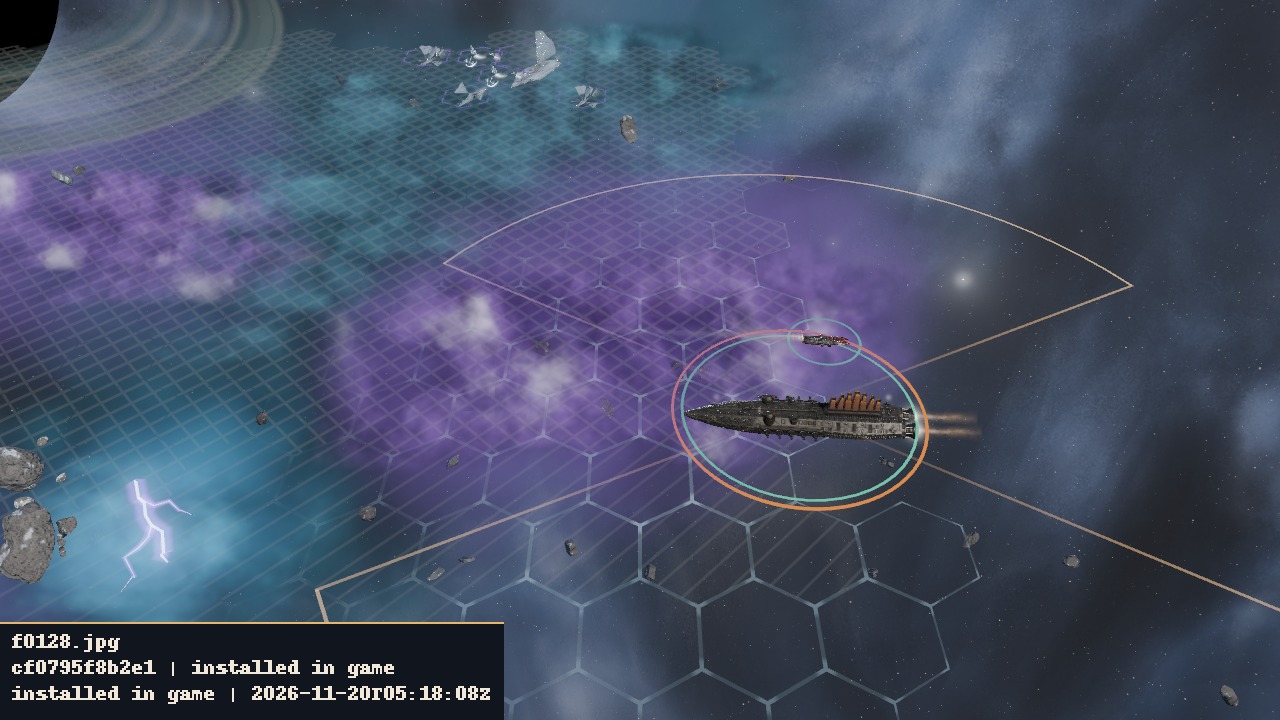 f0128.jpg
cf0795f8b2e1 | installed in game
installed in game | 2026-11-20T05:18:08Z